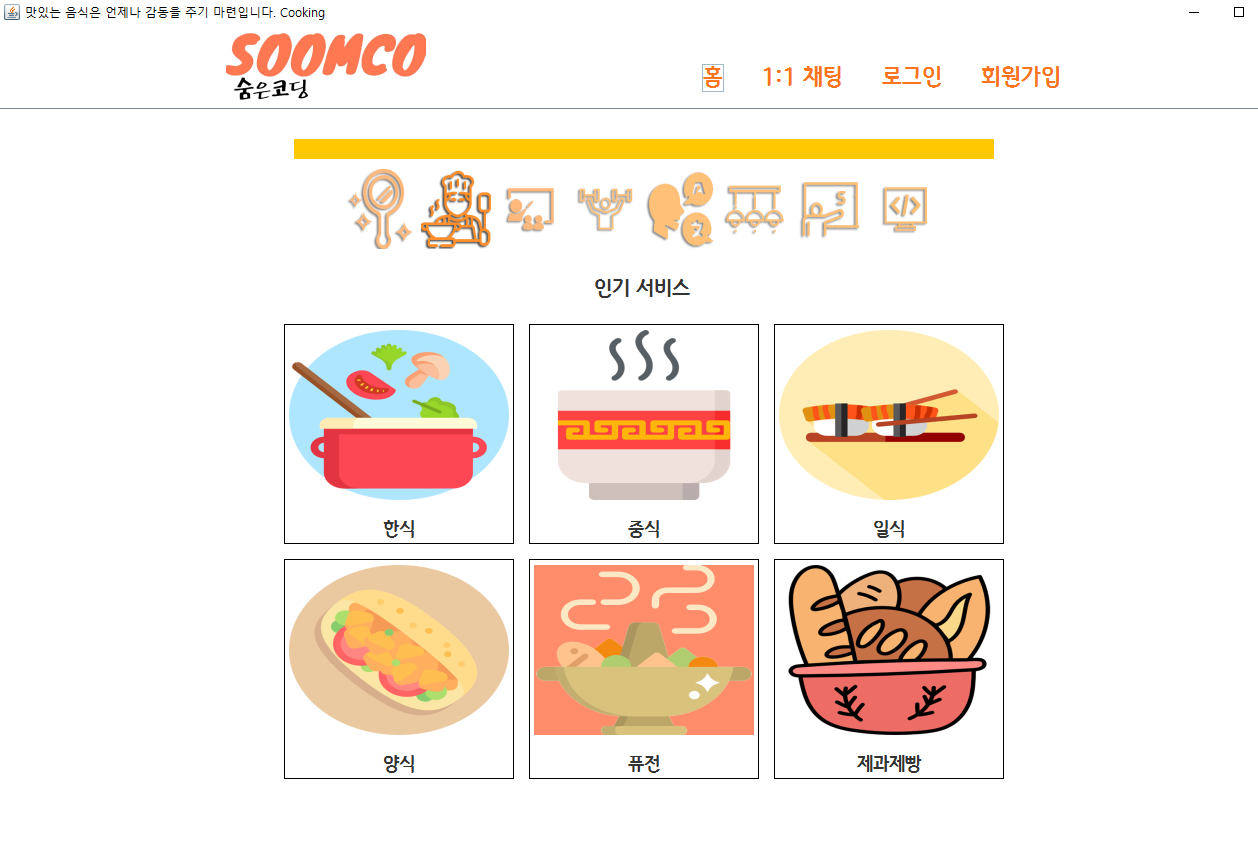 맛있는 음식은 언제나 감동을 주기 마련입니다. Cooking
SOOMCO
숨은코딩
홈 1:1 채팅 로그인 회원가입
A
Z
S
</>
인기 서비스
한식 중식 일식
양식 퓨전 제과제빵